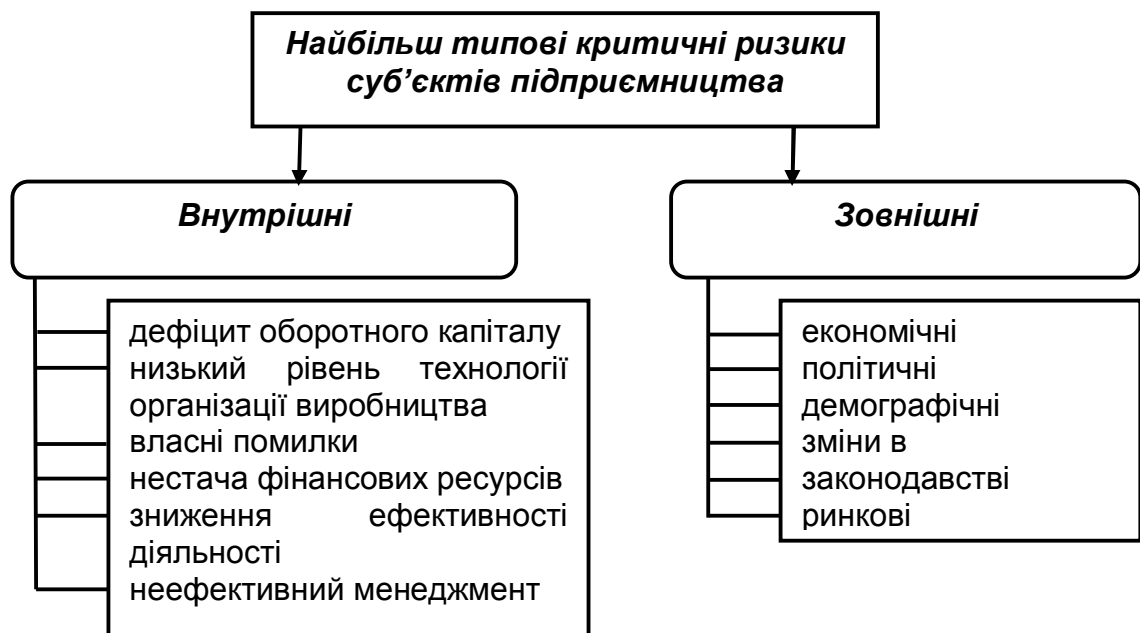 Найбільш типові критичні ризики
суб’єктів підприємництва
Внутрішні
Зовнішні
дефіцит оборотного капіталу
низький рівень технології
організації виробництва
власні помилки
нестача фінансових ресурсів
зниження ефективності
діяльності
неефективний менеджмент
економічні
політичні
демографічні
зміни в
законодавстві
ринкові